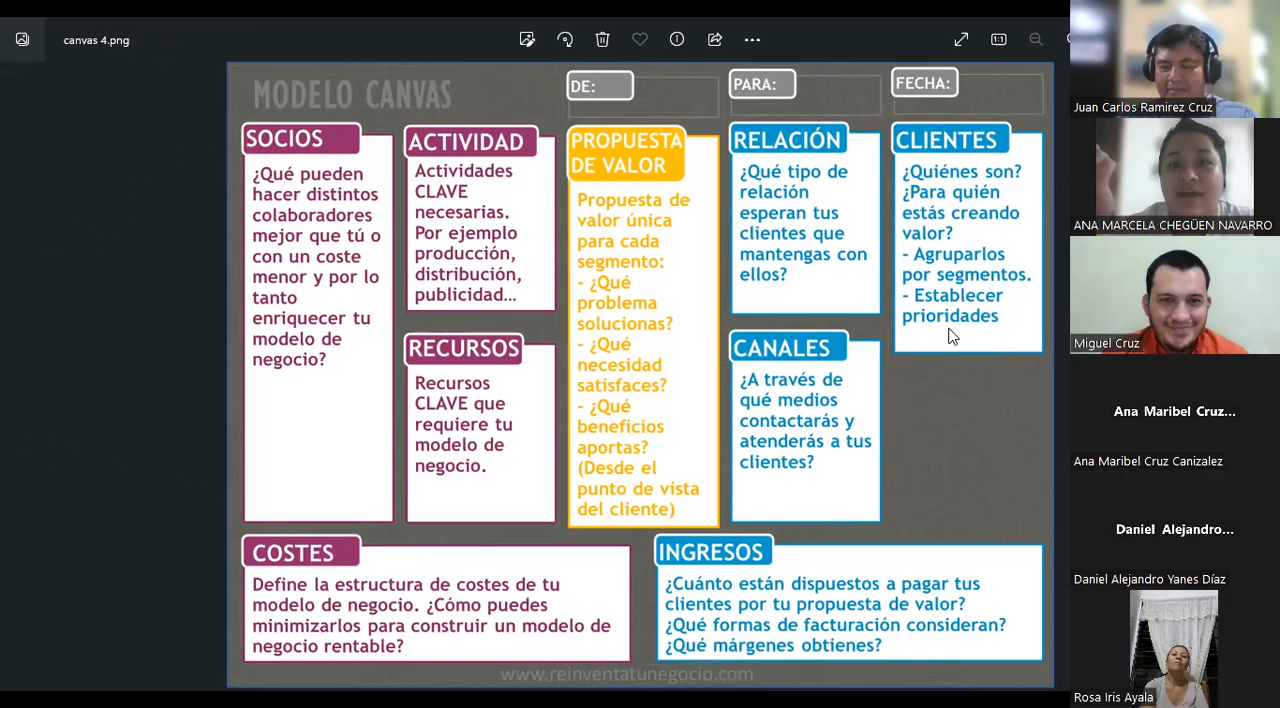 canvas 4.png
MODELO CANVAS
DE:
PARA:
FECHA:
SOCIOS
¿Qué pueden
hacer distintos
colaboradores
mejor que tú o
con un coste
menor y por lo
tanto
enriquecer tu
modelo de
negocio?
ACTIVIDAD
Actividades
CLAVE
necesarias.
Por ejemplo
producción,
distribución,
publicidad...
RECURSOS
Recursos
CLAVE que
requiere tu
modelo de
negocio.
PROPUESTA
DE VALOR
Propuesta de
valor única
para cada
segmento:
- ¿Qué
problema
solucionas?
- ¿Qué
necesidad
satisfaces?
- ¿Qué
beneficios
aportas?
(Desde el
punto de vista
del cliente)
RELACIÓN
¿Qué tipo de
relación
esperan tus
clientes que
mantengas con
ellos?
CANALES
¿A través de
qué medios
contactarás y
atenderás a tus
clientes?
CLIENTES
¿Quiénes son?
¿Para quién
estás creando
valor?
- Agruparlos
por segmentos.
- Establecer
prioridades
COSTES
Define la estructura de costes de tu
modelo de negocio. ¿Cómo puedes
minimizarlos para construir un modelo de
negocio rentable?
INGRESOS
¿Cuánto están dispuestos a pagar tus
clientes por tu propuesta de valor?
¿Qué formas de facturación consideran?
¿Qué márgenes obtienes?
www.reinventatunegocio.com
Juan Carlos Ramirez Cruz
ANA MARCELA CHEGÜEN NAVARRO
Miguel Cruz
Ana Maribel Cruz...
Ana Maribel Cruz Canizalez
Daniel Alejandro...
Daniel Alejandro Yanes Díaz
Rosa Iris Ayala